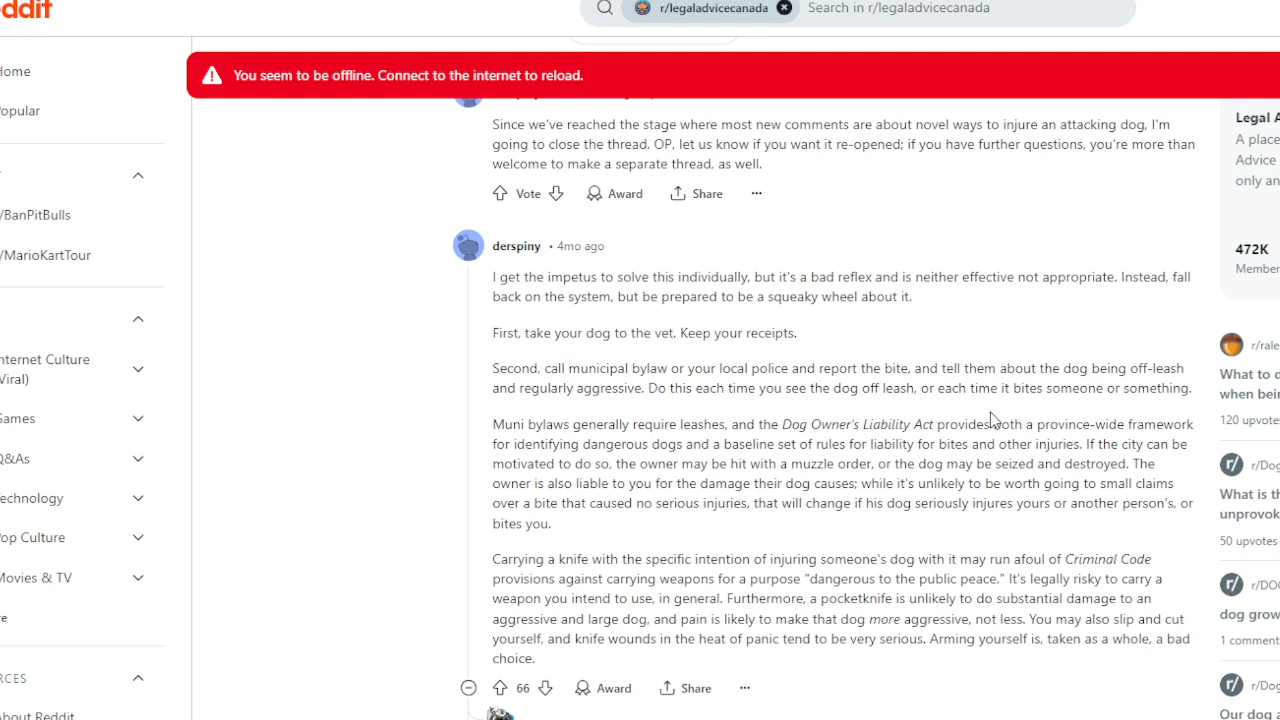 ddit
r/legaladvicecanada
Search in r/legaladvicecanada
You seem to be offline. Connect to the internet to reload.
ome
opular
/BanPitBulls
/MarioKartTour
nternet Culture
Viral)
Games
Q&As
echnology
op Culture
Movies & TV
re
RCES
bout Reddit
Since we've reached the stage where most new comments are about novel ways to injure an attacking dog, I'm
going to close the thread. OP, let us know if you want it re-opened; if you have further questions, you're more than
welcome to make a separate thread, as well.
Vote
Award
Share
derspiny • 4mo ago
I get the impetus to solve this individually, but it's a bad reflex and is neither effective not appropriate. Instead, fall
back on the system, but be prepared to be a squeaky wheel about it.
First, take your dog to the vet. Keep your receipts.
Second, call municipal bylaw or your local police and report the bite, and tell them about the dog being off-leash
and regularly aggressive. Do this each time you see the dog off leash, or each time it bites someone or something.
Muni bylaws generally require leashes, and the Dog Owner's Liability Act provides both a province-wide framework
for identifying dangerous dogs and a baseline set of rules for liability for bites and other injuries. If the city can be
motivated to do so, the owner may be hit with a muzzle order, or the dog may be seized and destroyed. The
owner is also liable to you for the damage their dog causes; while it's unlikely to be worth going to small claims
over a bite that caused no serious injuries, that will change if his dog seriously injures yours or another person's, or
bites you.
Carrying a knife with the specific intention of injuring someone's dog with it may run afoul of Criminal Code
provisions against carrying weapons for a purpose "dangerous to the public peace." It's legally risky to carry a
weapon you intend to use, in general. Furthermore, a pocketknife is unlikely to do substantial damage to an
aggressive and large dog, and pain is likely to make that dog more aggressive, not less. You may also slip and cut
yourself, and knife wounds in the heat of panic tend to be very serious. Arming yourself is, taken as a whole, a bad
choice.
66
Award
Share
Legal A
A place
Advice
only an
472K
Member
r/rale
What to d
when bein
120 upvote
r/Dog
What is th
unprovok
50 upvotes
r/DO
dog grow
1 comment
r/Dog
Our dog a